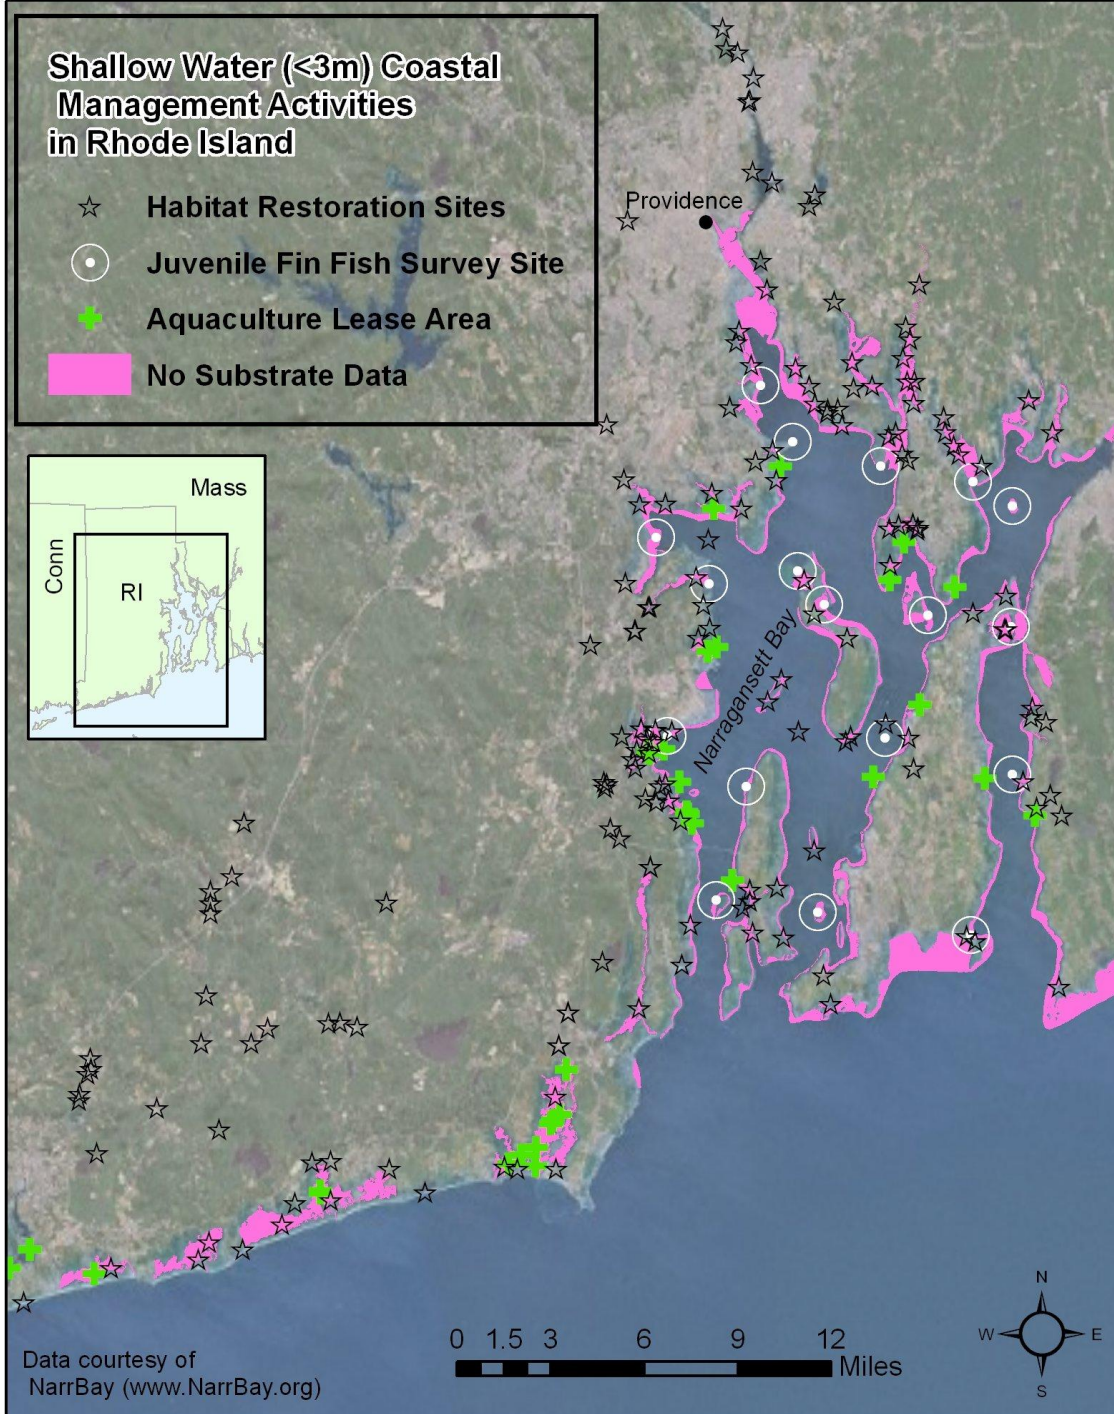 Shallow Water (<3m) Coastal
Management Activities
in Rhode Island
Habitat Restoration Sites
Juvenile Fin Fish Survey Site
Aquaculture Lease Area
No Substrate Data
Providence
Mass
Conn
RI
Narragansett Bay
0 1.5 3 6 9 12
Miles
N
W E
S
Data courtesy of
NarrBay (www.NarrBay.org)